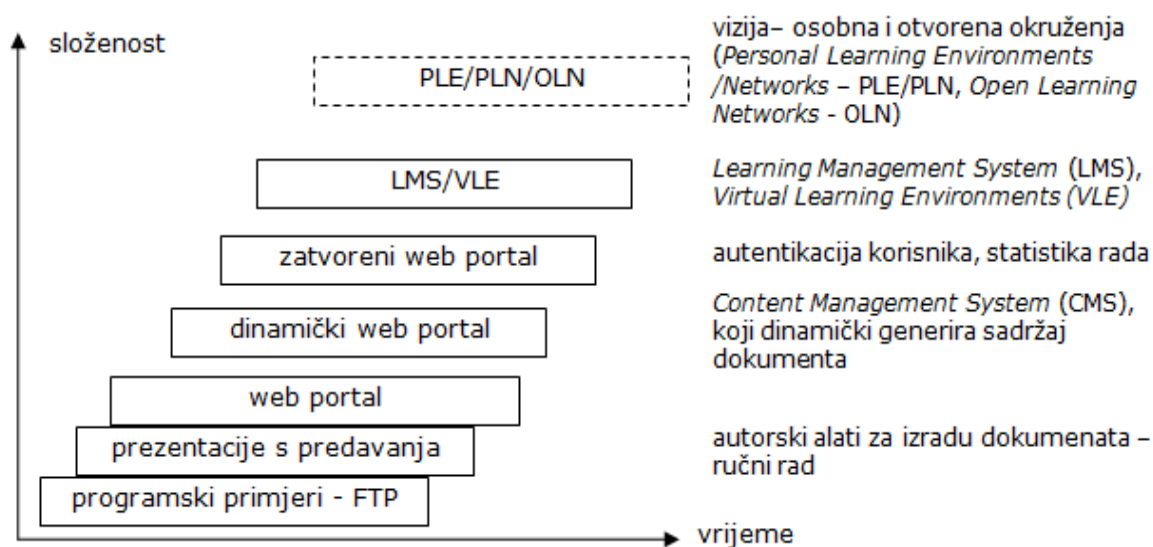 složenost
vizija– osobna i otvorena okruženja
(Personal Learning Environments
/Networks – PLE/PLN, Open Learning
Networks - OLN)
PLE/PLN/OLN
LMS/VLE
Learning Management System (LMS),
Virtual Learning Environments (VLE)
zatvoreni web portal
autentikacija korisnika, statistika rada
dinamički web portal
Content Management System (CMS),
koji dinamički generira sadržaj
dokumenta
web portal
prezentacije s predavanja
autorski alati za izradu dokumenata –
ručni rad
programski primjeri - FTP
vrijeme